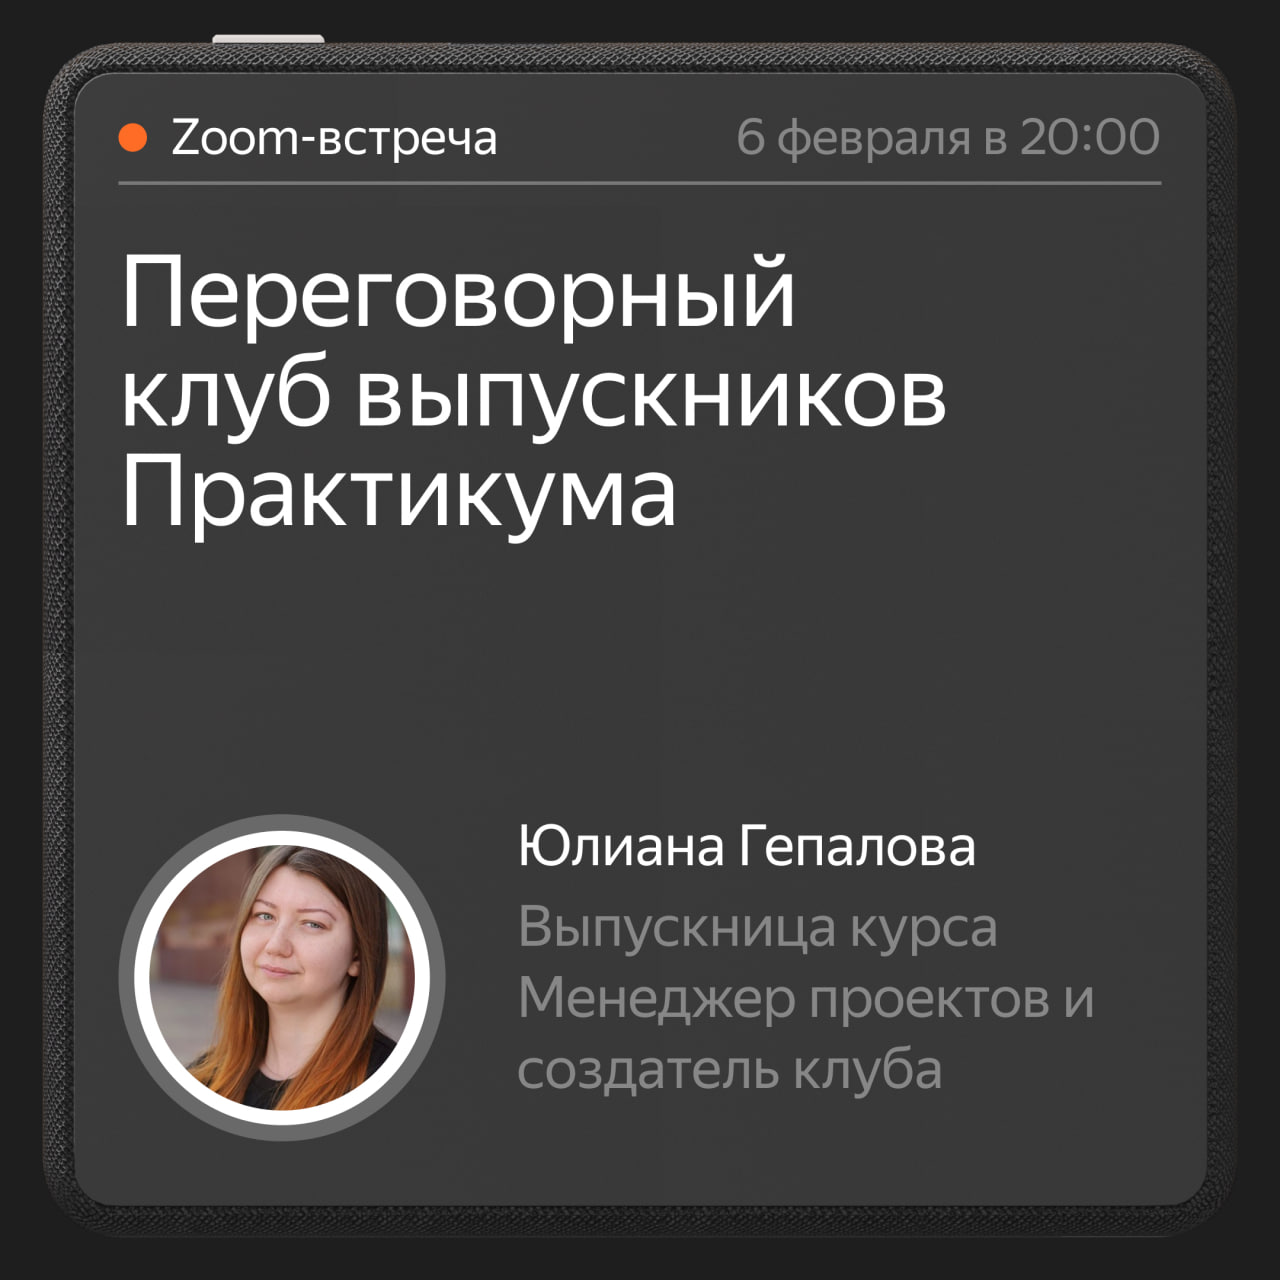 Zoom-встреча
6 февраля в 20:00
Переговорный
клуб выпускников
Практикума
Юлиана Гепалова
Выпускница курса
Менеджер проектов и
создатель клуба